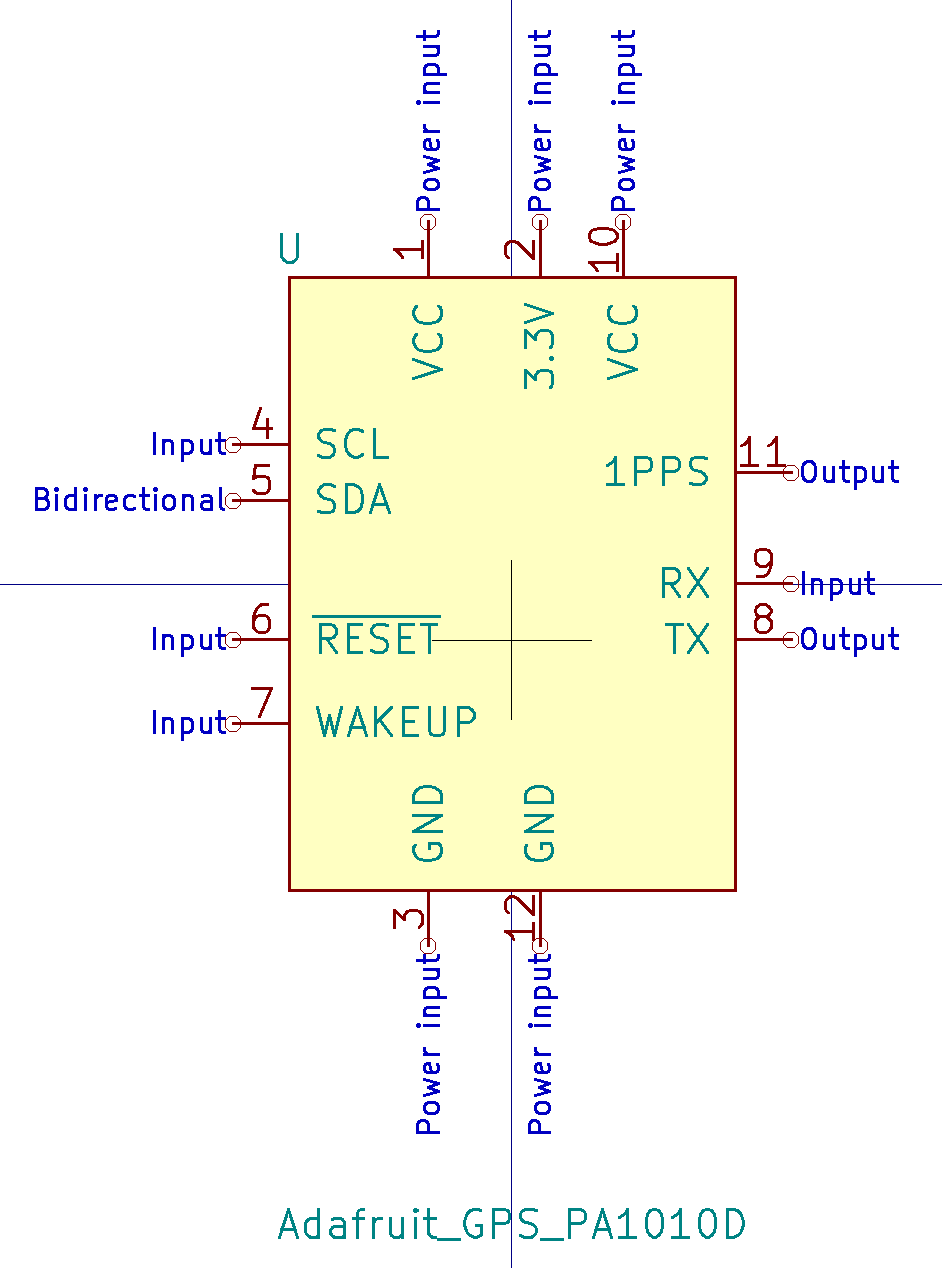 Power input
Power input
Power input
U
1
2
10
VCC
3.3V
VCC
Input 4 SCL
1PPS 11 Output
Bidirectional 5 SDA
RX 9 Input
Input 6 RESET
TX 8 Output
Input 7 WAKEUP
GND
GND
3
12
Power input
Power input
Adafruit_GPS_PA1010D